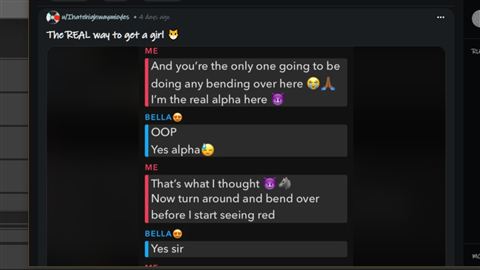 u/Ihatehighwaymovies • 4 days ago
The REAL way to get a girl 😼
ME
And you're the only one going to be
doing any bending over here 😭🙏🏾
I'm the real alpha here 😈
BELLA😍
OOP
Yes alpha😓
ME
That's what I thought 😈🐴
Now turn around and bend over
before I start seeing red
BELLA😍
Yes sir
ME